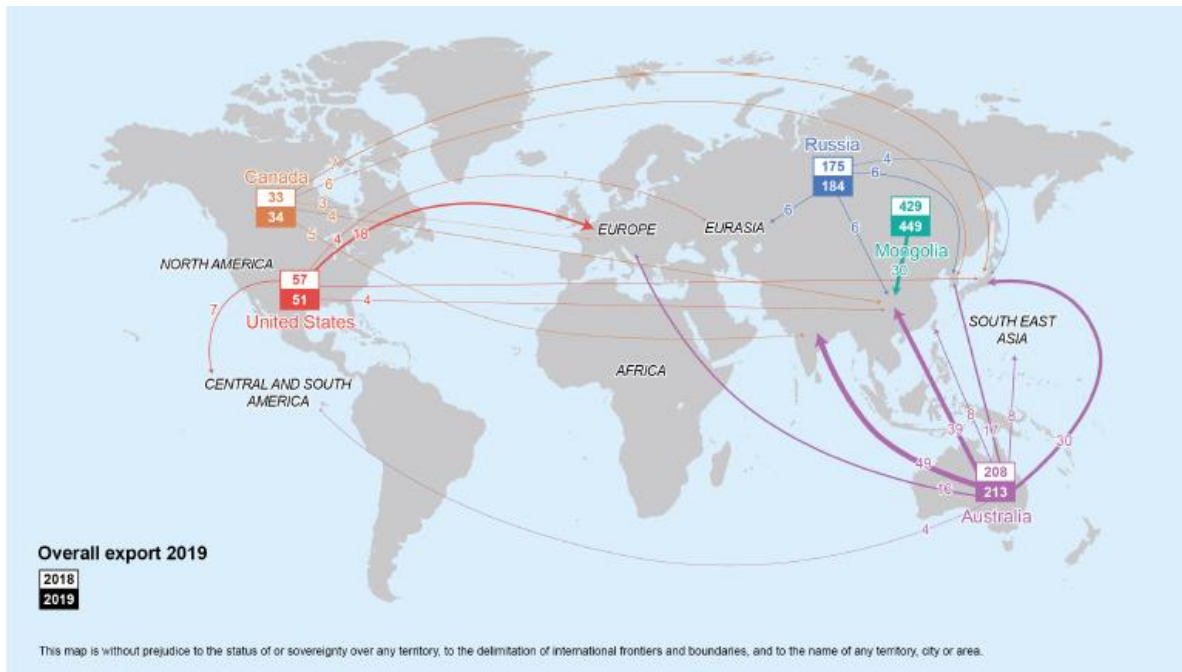 Russia
175
184
4
6
6
6
Canada
33
34
7
6
3
4
5
4
18
429
449
Mongolia
30
EUROPE
EURASIA
NORTH AMERICA
57
51
United States
7
4
SOUTH EAST
ASIA
AFRICA
CENTRAL AND SOUTH
AMERICA
8
39
17
8
30
49
16
208
213
Australia
4
Overall export 2019
2018
2019
This map is without prejudice to the status of or sovereignty over any territory, to the delimitation of international frontiers and boundaries, and to the name of any territory, city or area.